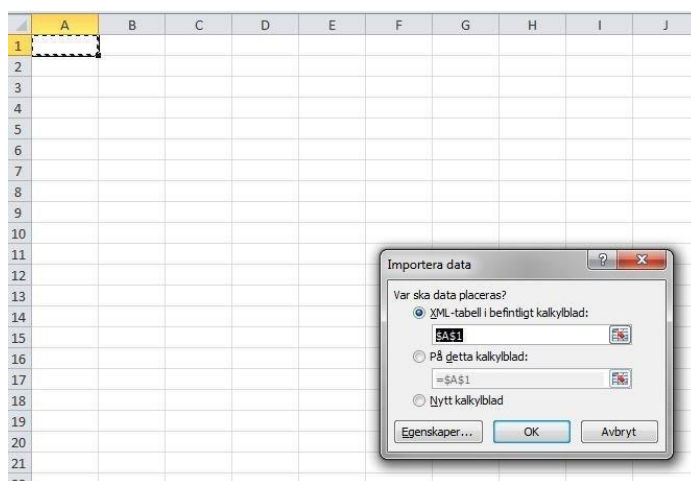 A B C D E F G H I J
1
2
3
4
5
6
7
8
9
10
11
12
13
14
15
16
17
18
19
20
21
Importera data
Var ska data placeras?
XML-tabell i befintligt kalkylblad:
$A$1
På detta kalkylblad:
=$A$1
Nytt kalkylblad
Egenskaper... OK Avbryt